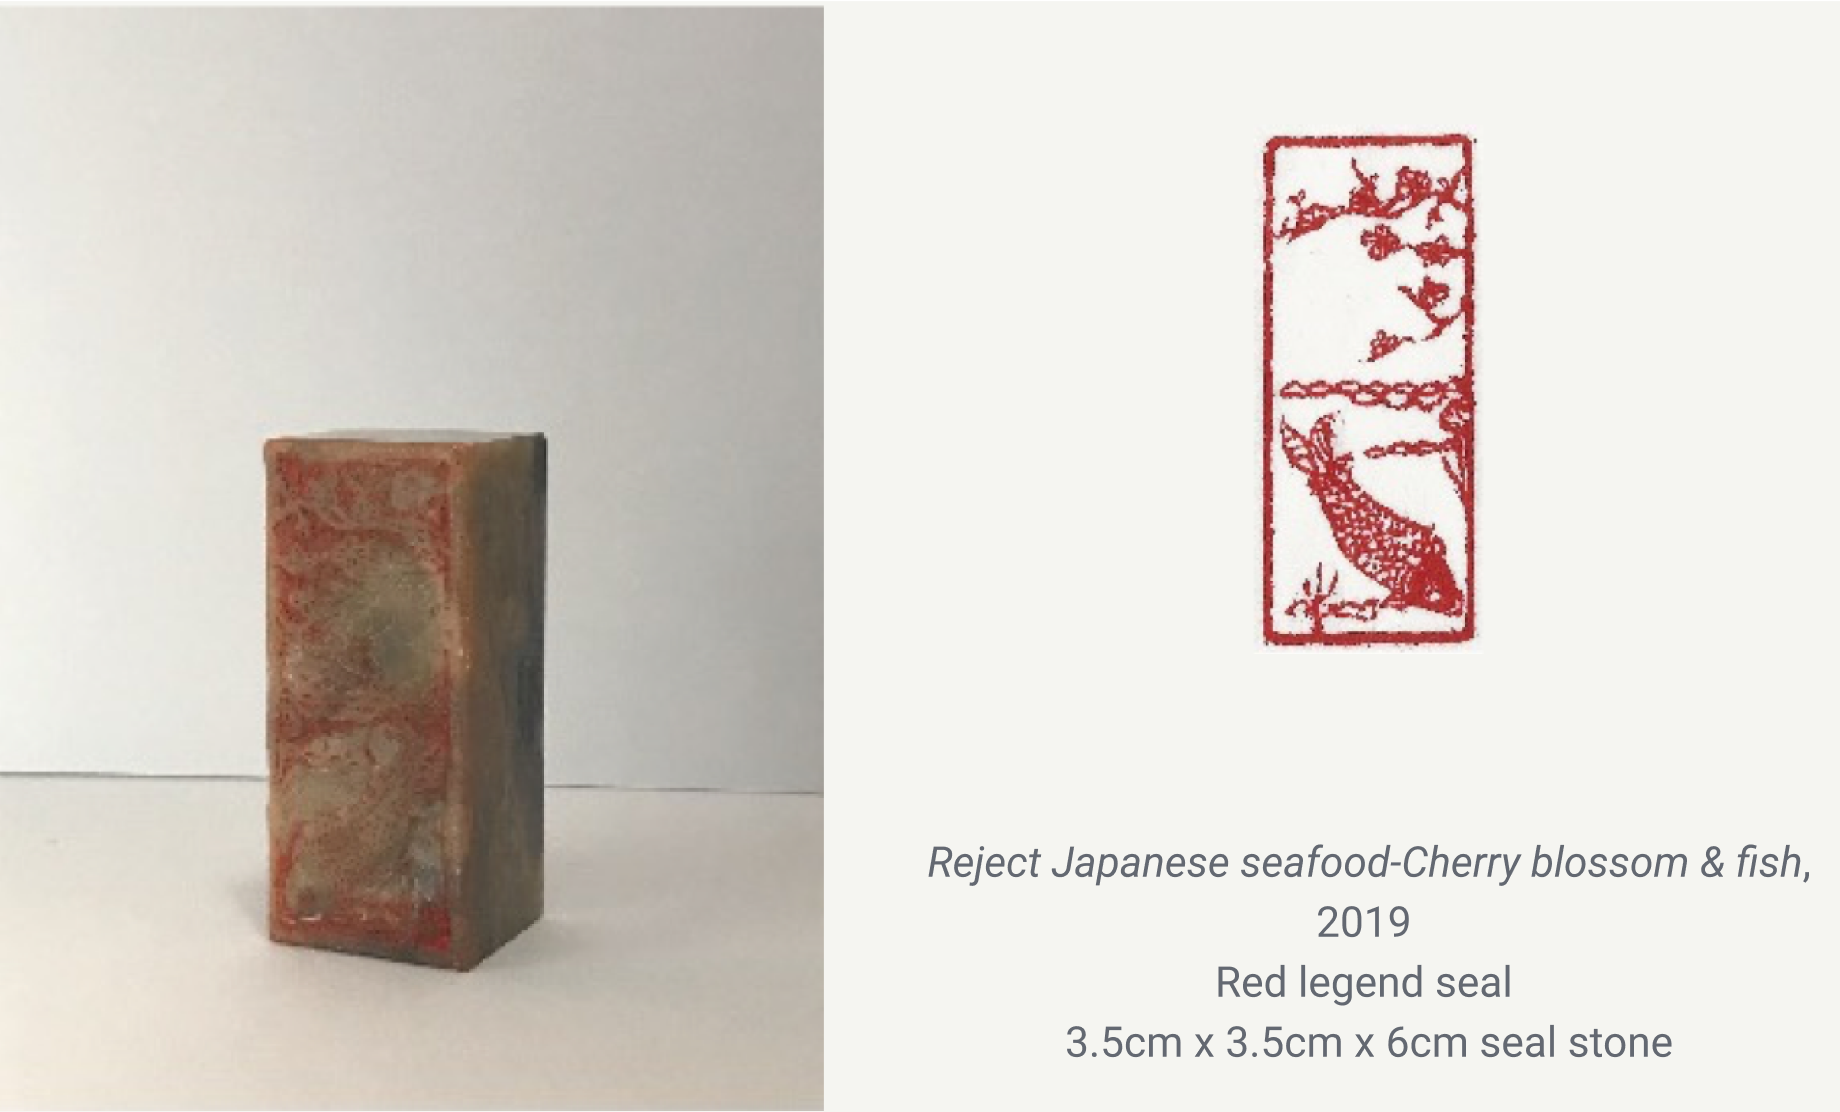 Reject Japanese seafood-Cherry blossom & fish,
2019
Red legend seal
3.5cm x 3.5cm x 6cm seal stone